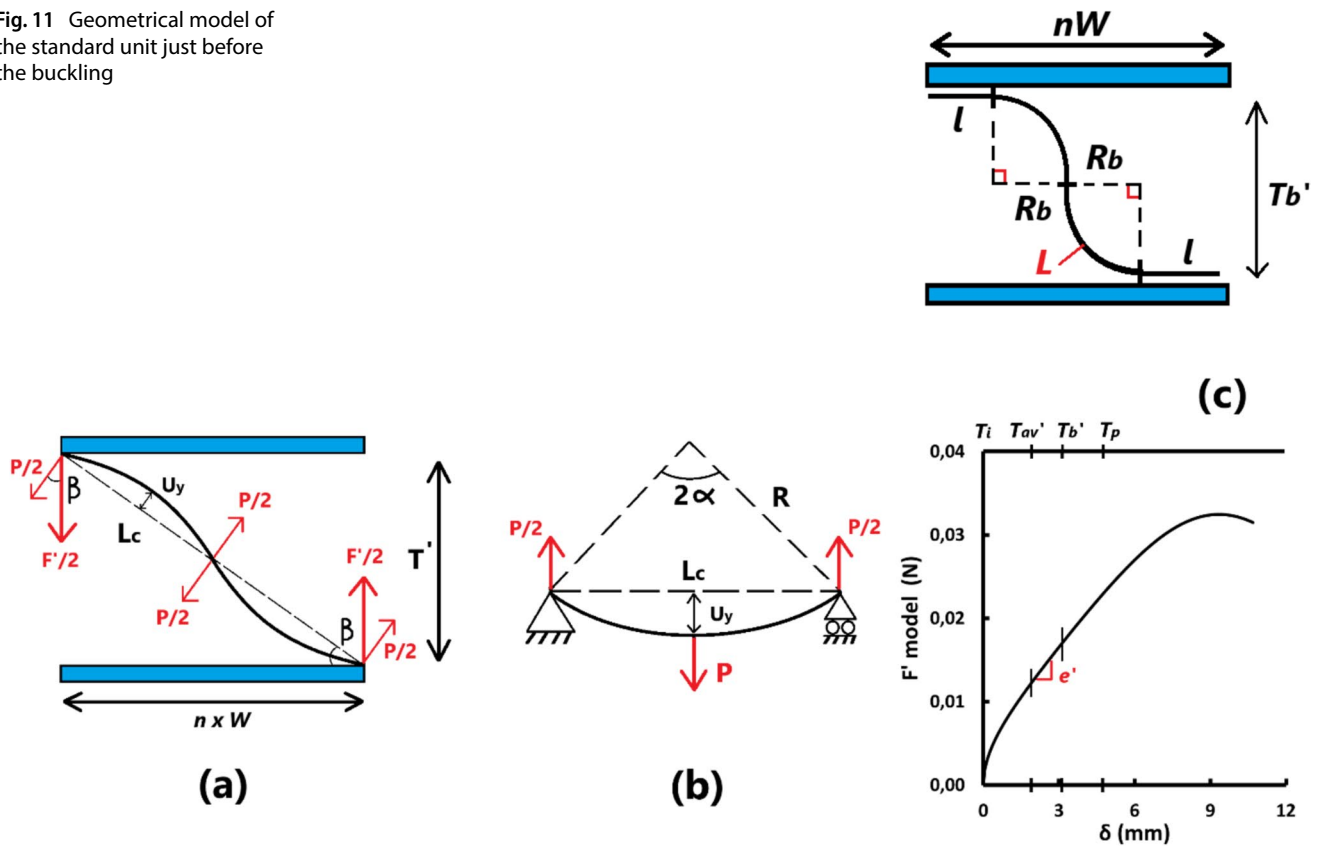 Fig. 11 Geometrical model of
the standard unit just before
the buckling
nW
l
Rb
Rb
L
l
Tb'
P/2
β
F'/2
Uy
Lc
P/2
P/2
F'/2
β
P/2
T'
n x W
(a)
2α
R
P/2
P/2
Lc
Uy
P
(b)
(c)
Ti Tav' Tb' Tp
0,04
0,03
0,02
0,01
0,00
F' model (N)
e'
0 3 6 9 12
δ (mm)